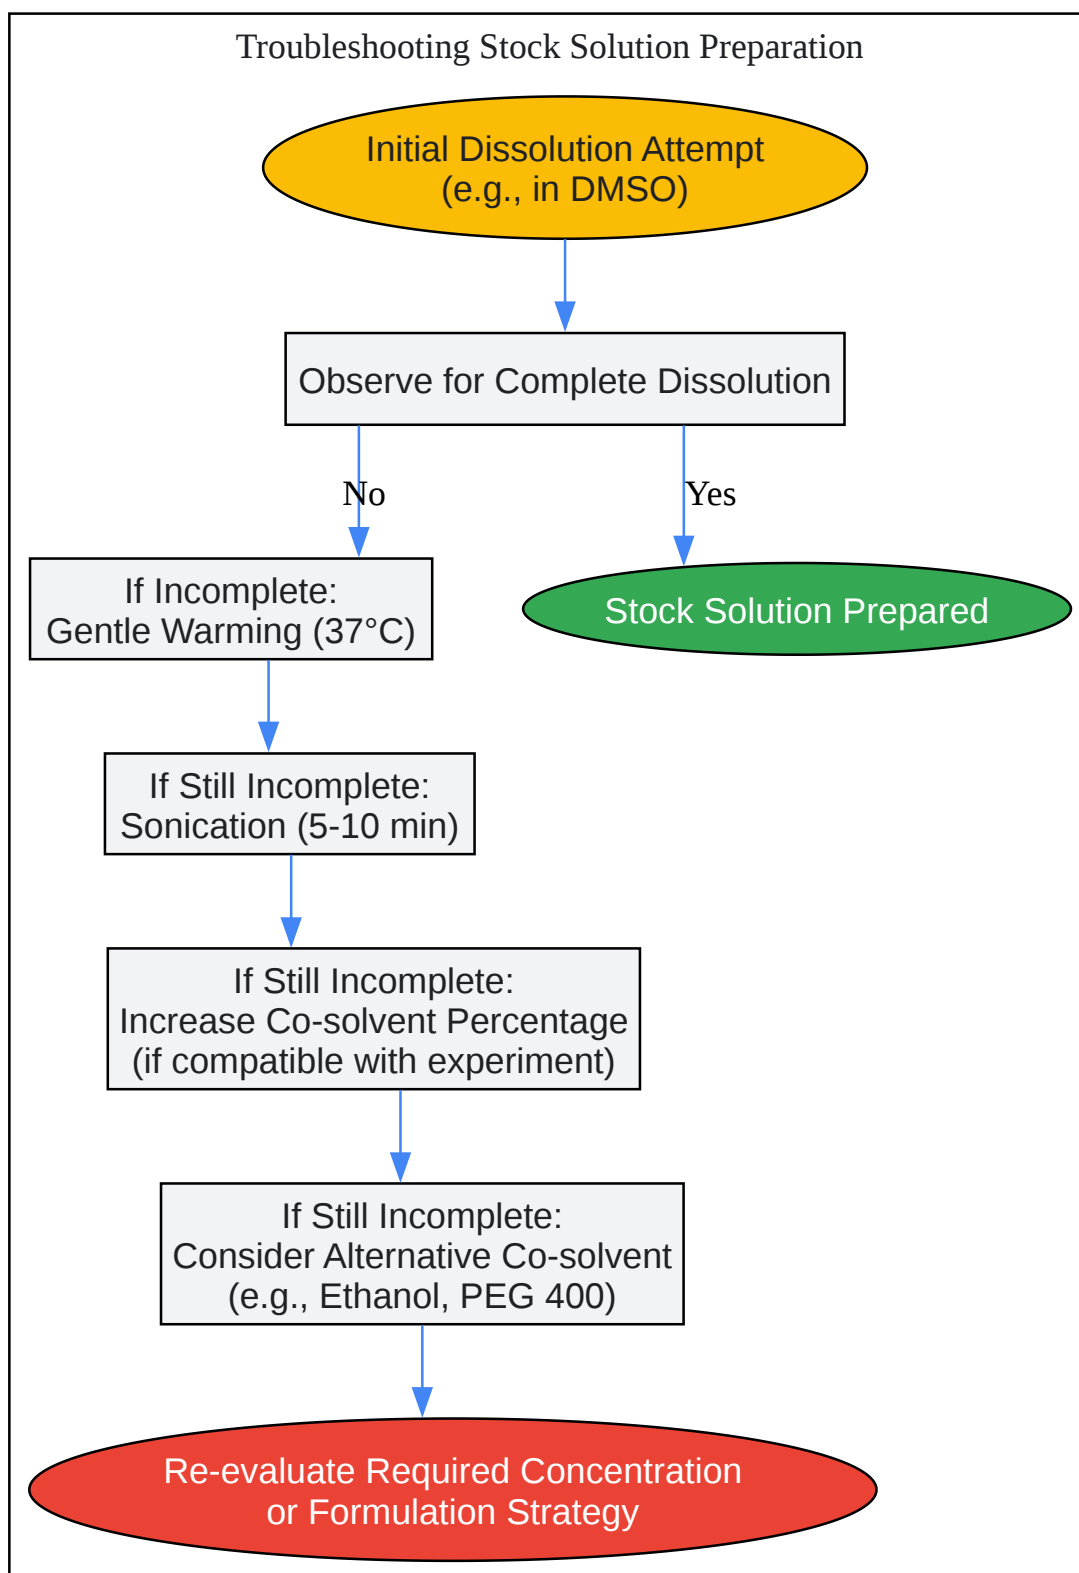 Troubleshooting Stock Solution Preparation
Initial Dissolution Attempt
(e.g., in DMSO)
Observe for Complete Dissolution
No
Yes
If Incomplete:
Gentle Warming (37°C)
Stock Solution Prepared
If Still Incomplete:
Sonication (5-10 min)
If Still Incomplete:
Increase Co-solvent Percentage
(if compatible with experiment)
If Still Incomplete:
Consider Alternative Co-solvent
(e.g., Ethanol, PEG 400)
Re-evaluate Required Concentration
or Formulation Strategy